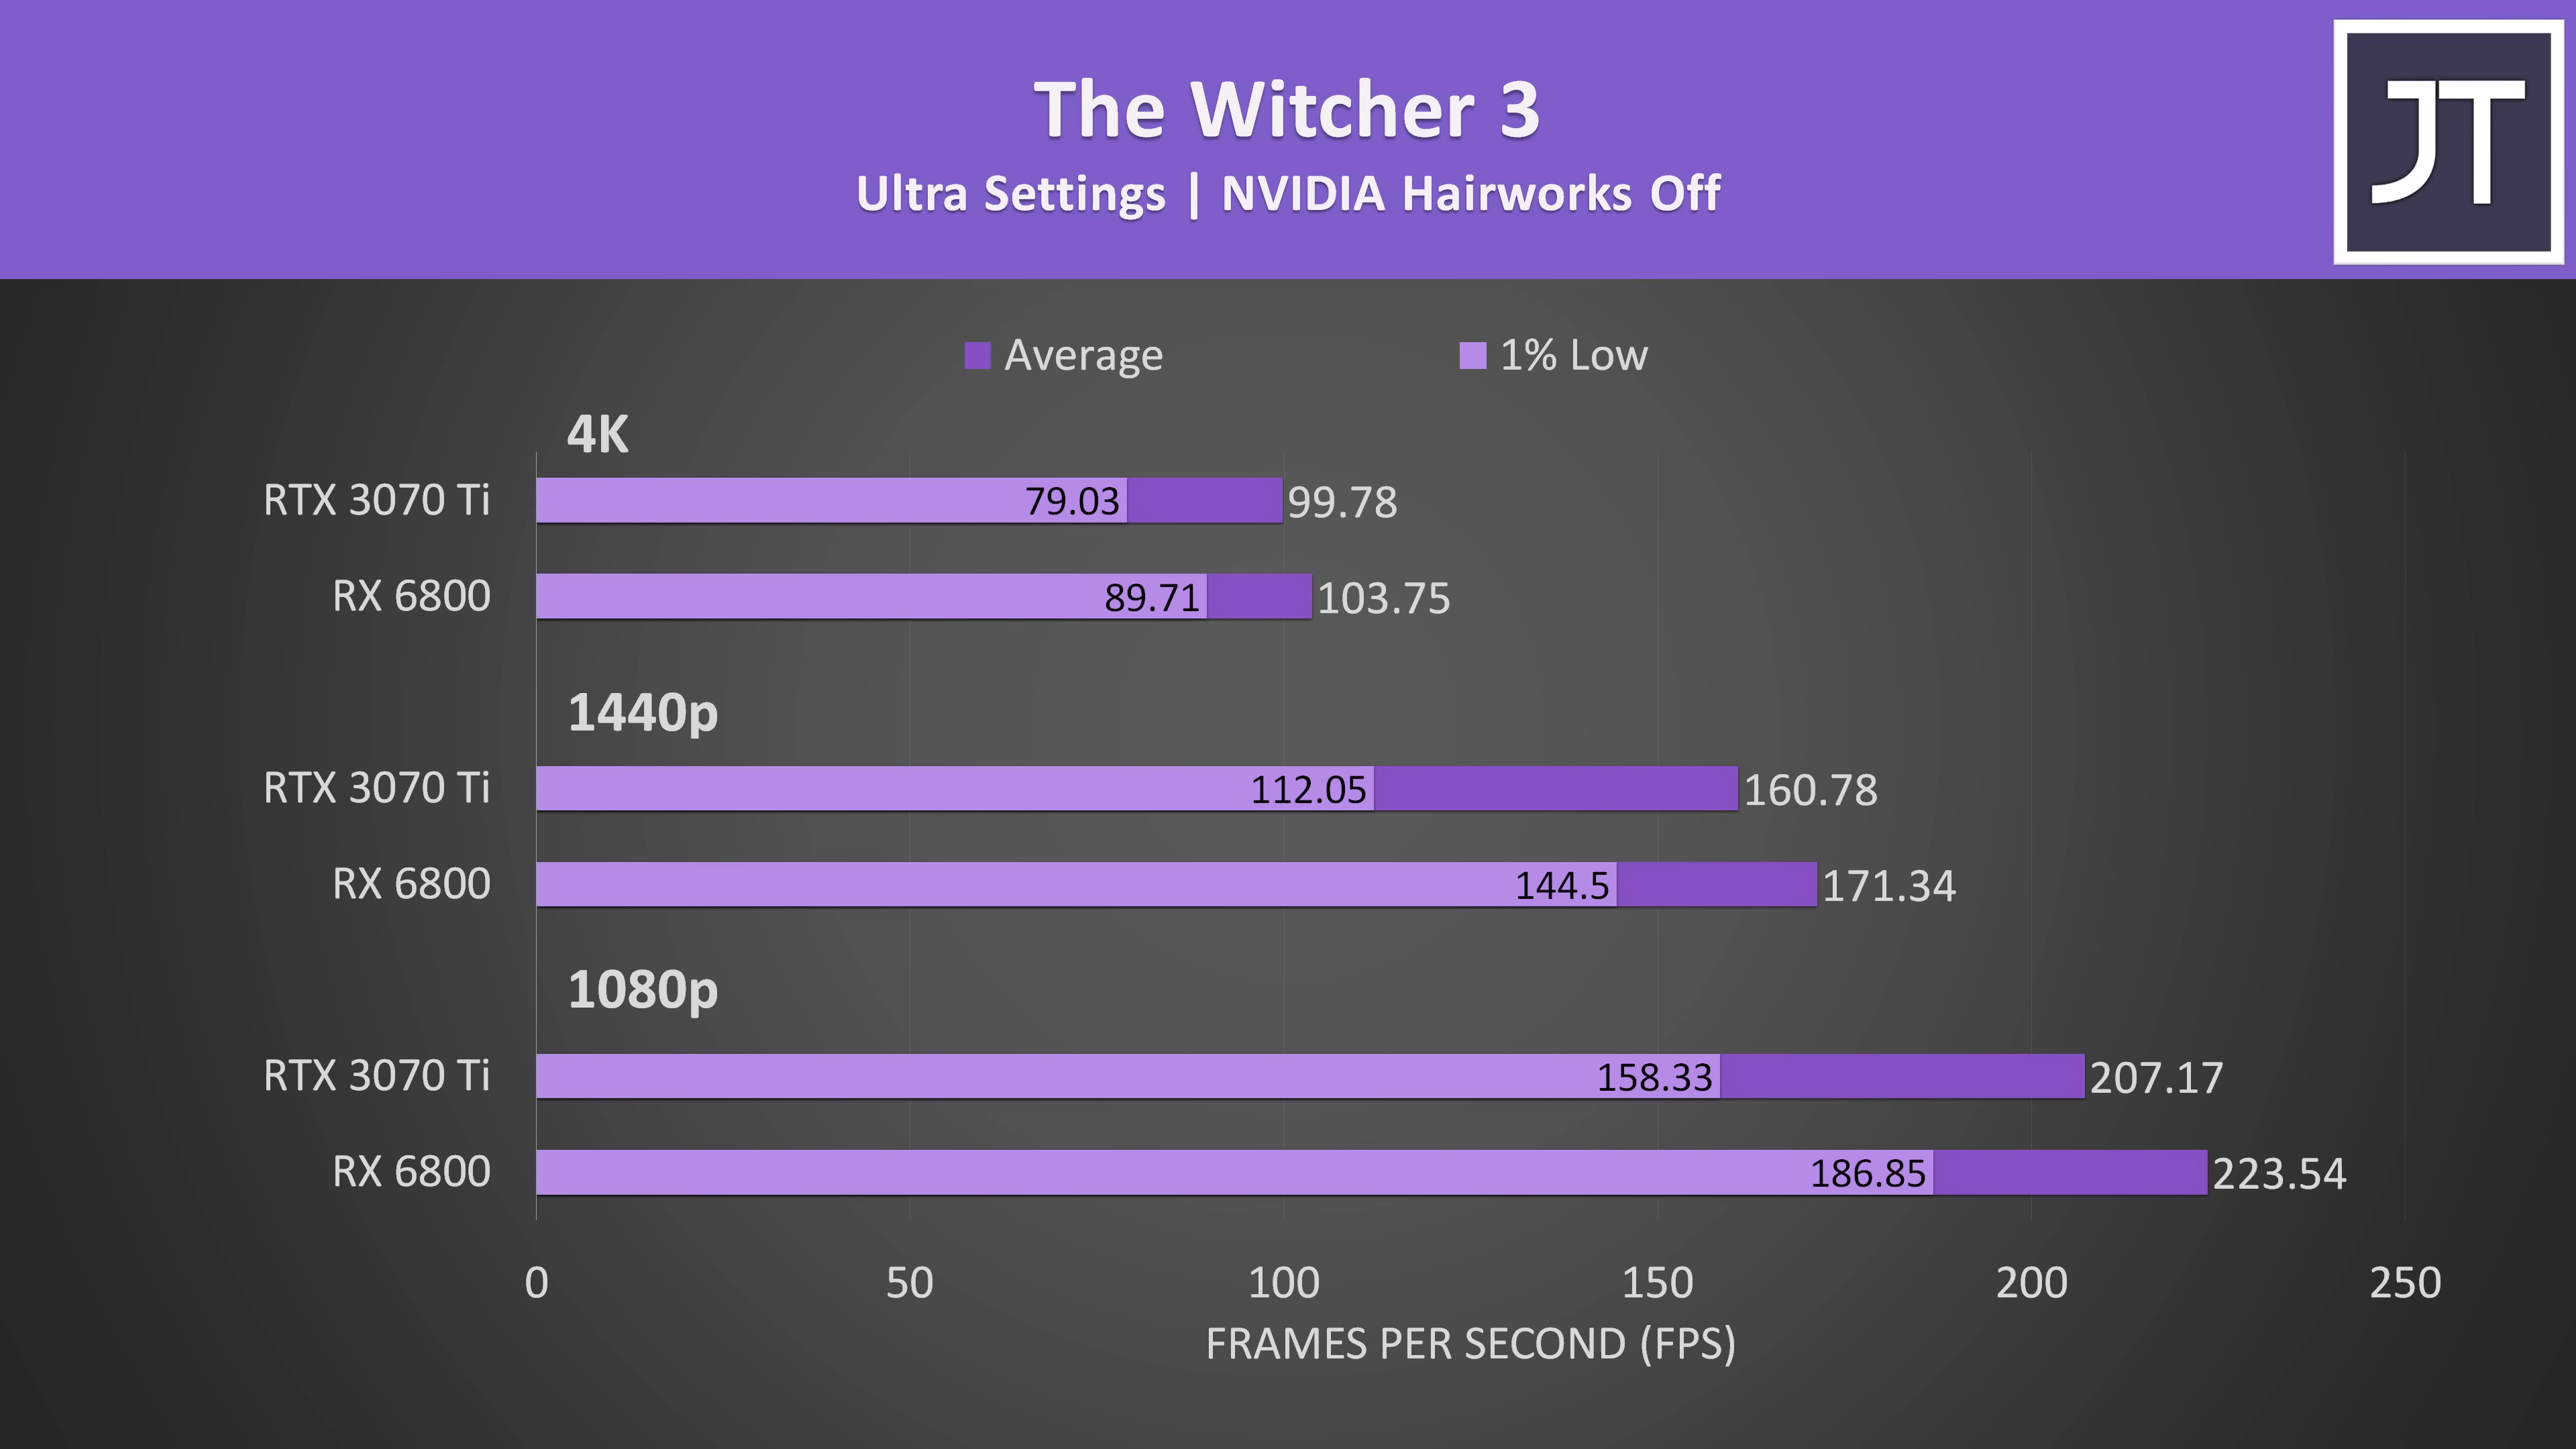 The Witcher 3
Ultra Settings | NVIDIA Hairworks Off
JT
Average 1% Low
4K
RTX 3070 Ti 79.03 99.78
RX 6800 89.71 103.75
1440p
RTX 3070 Ti 112.05 160.78
RX 6800 144.5 171.34
1080p
RTX 3070 Ti 158.33 207.17
RX 6800 186.85 223.54
0 50 100 150 200 250
FRAMES PER SECOND (FPS)